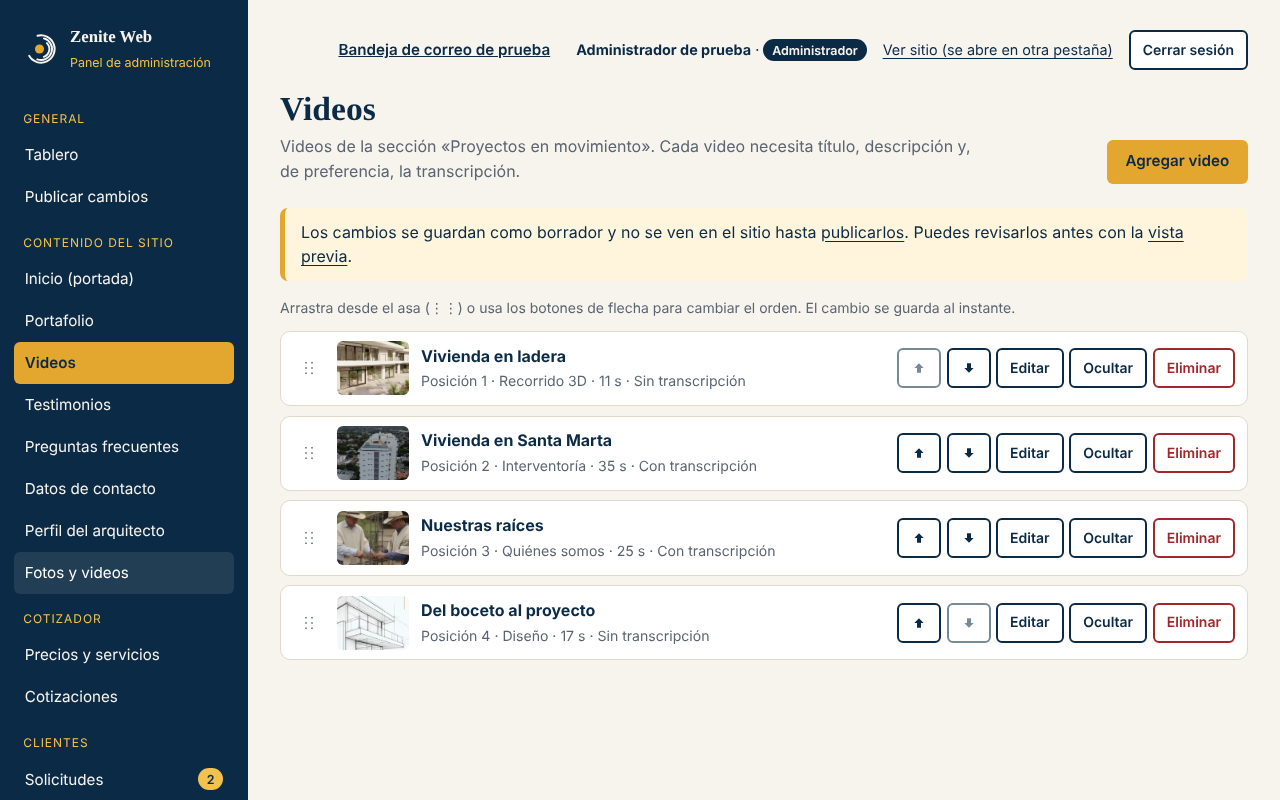 Zenite Web
Panel de administración
GENERAL
Tablero
Publicar cambios
CONTENIDO DEL SITIO
Inicio (portada)
Portafolio
Videos
Testimonios
Preguntas frecuentes
Datos de contacto
Perfil del arquitecto
Fotos y videos
COTIZADOR
Precios y servicios
Cotizaciones
CLIENTES
Solicitudes 2
Bandeja de correo de prueba Administrador de prueba · Administrador Ver sitio (se abre en otra pestaña) Cerrar sesión
Videos
Videos de la sección «Proyectos en movimiento». Cada video necesita título, descripción y,
de preferencia, la transcripción.
Agregar video
Los cambios se guardan como borrador y no se ven en el sitio hasta publicarlos. Puedes revisarlos antes con la vista
previa.
Arrastra desde el asa (⋮⋮) o usa los botones de flecha para cambiar el orden. El cambio se guarda al instante.
Vivienda en ladera
Posición 1 · Recorrido 3D · 11 s · Sin transcripción
Editar Ocultar Eliminar
Vivienda en Santa Marta
Posición 2 · Interventoría · 35 s · Con transcripción
Editar Ocultar Eliminar
Nuestras raíces
Posición 3 · Quiénes somos · 25 s · Con transcripción
Editar Ocultar Eliminar
Del boceto al proyecto
Posición 4 · Diseño · 17 s · Sin transcripción
Editar Ocultar Eliminar